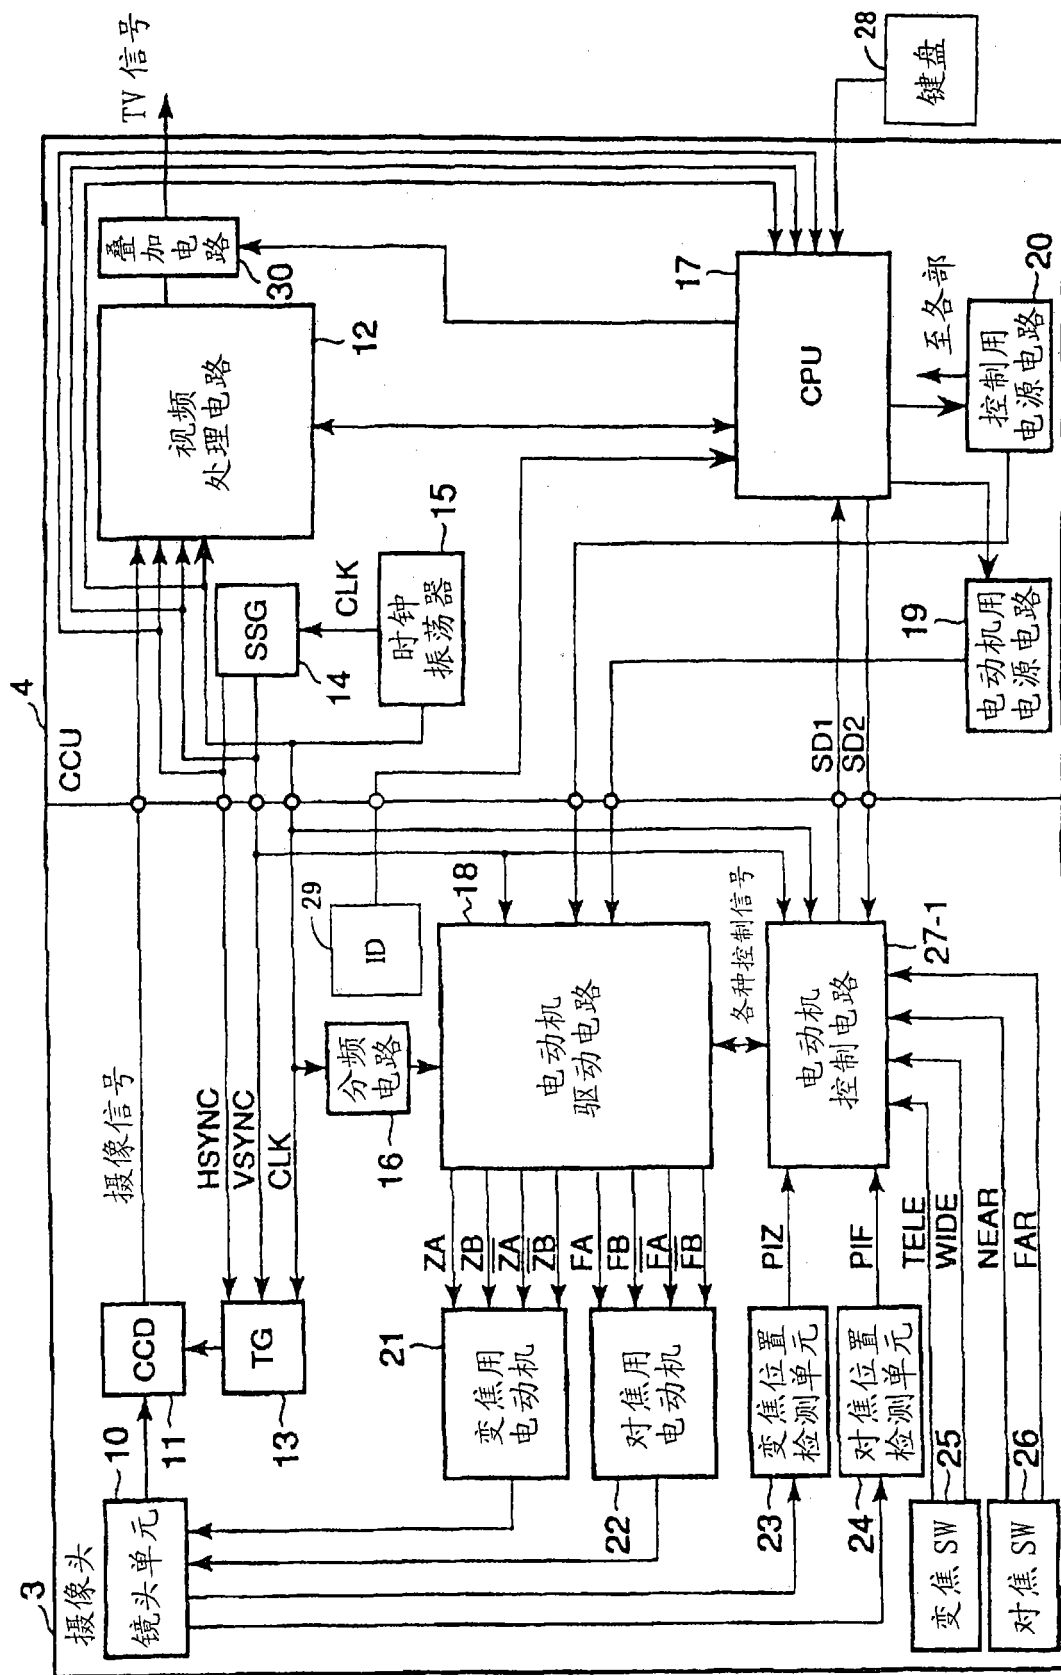 3
摄像头
镜头单元
10
CCD
11
TG
13
摄像信号
HSYNC
VSYNC
CLK
4
CCU
SSG
14
CLK
时钟
振荡器
15
视频
处理电路
12
叠加电路
30
TV 信号
29
ID
分频
电路
16
18
电动机
驱动电路
ZA
ZB
Z̅A̅
Z̅B̅
FA
FB
F̅A̅
F̅B̅
变焦用
电动机
21
对焦用
电动机
22
各种控制信号
电动机
控制电路
27-1
PIZ
PIF
变焦位置
检测单元
23
对焦位置
检测单元
24
TELE
WIDE
NEAR
FAR
变焦 SW
25
对焦 SW
26
SD1
SD2
CPU
17
键盘
28
至各部
控制用
电源电路
20
电动机用
电源电路
19